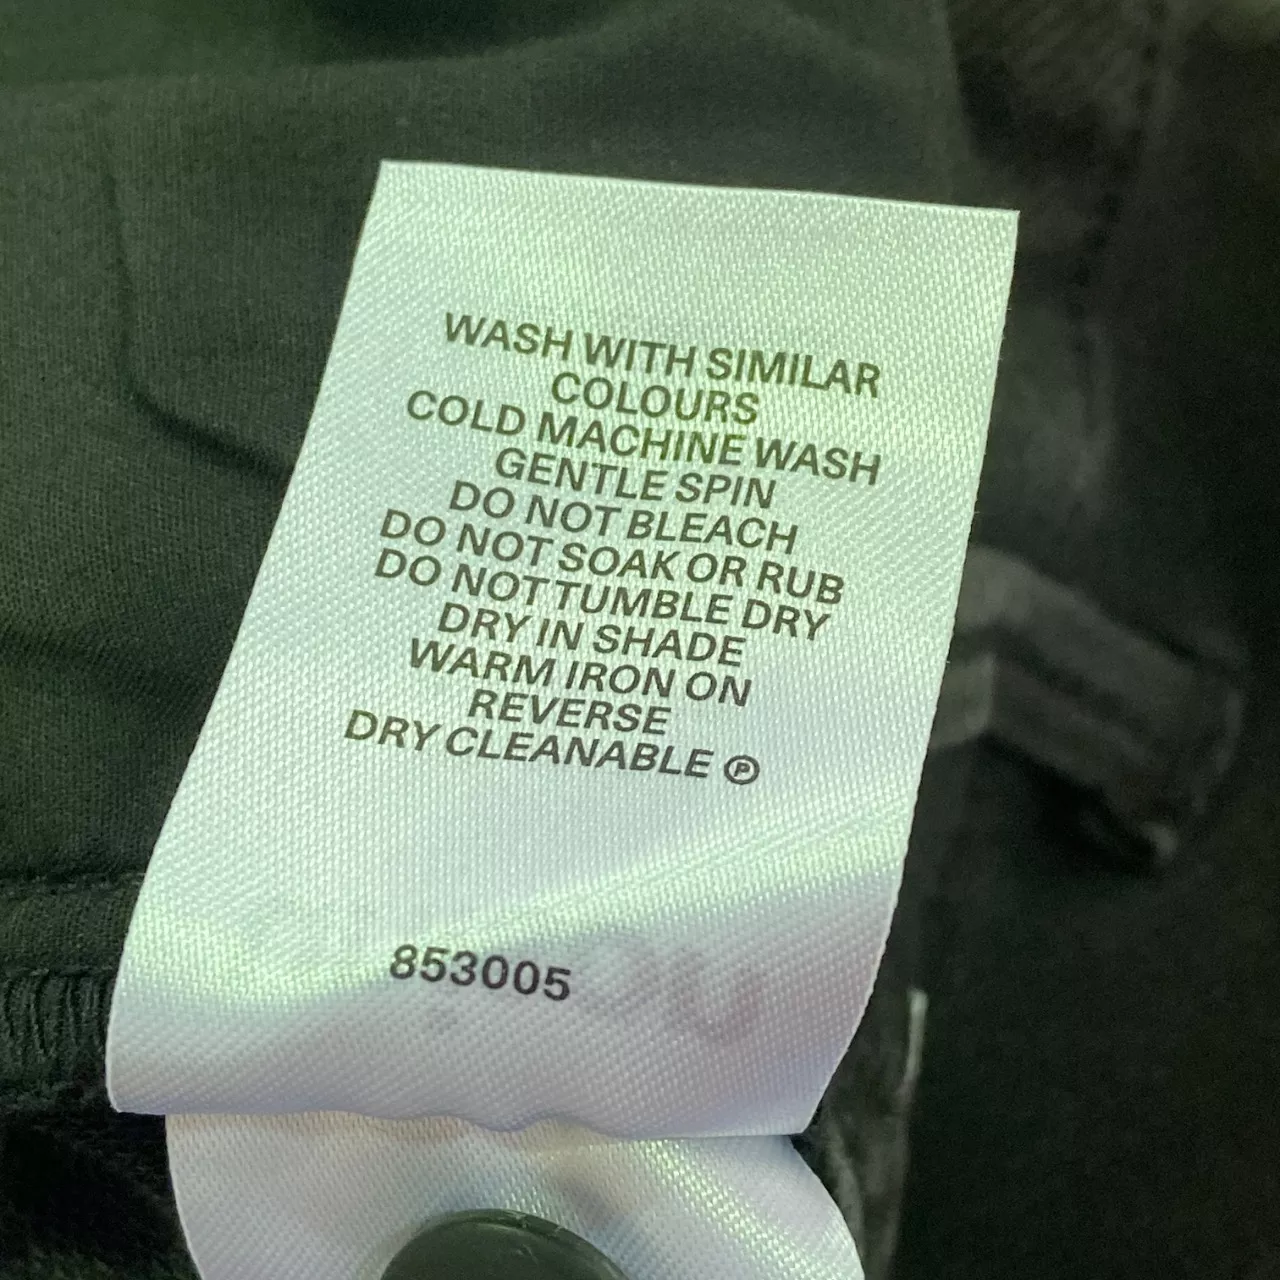 WASH WITH SIMILAR
COLOURS
COLD MACHINE WASH
GENTLE SPIN
DO NOT BLEACH
DO NOT SOAK OR RUB
DO NOT TUMBLE DRY
DRY IN SHADE
WARM IRON ON
REVERSE
DRY CLEANABLE Ⓟ
853005